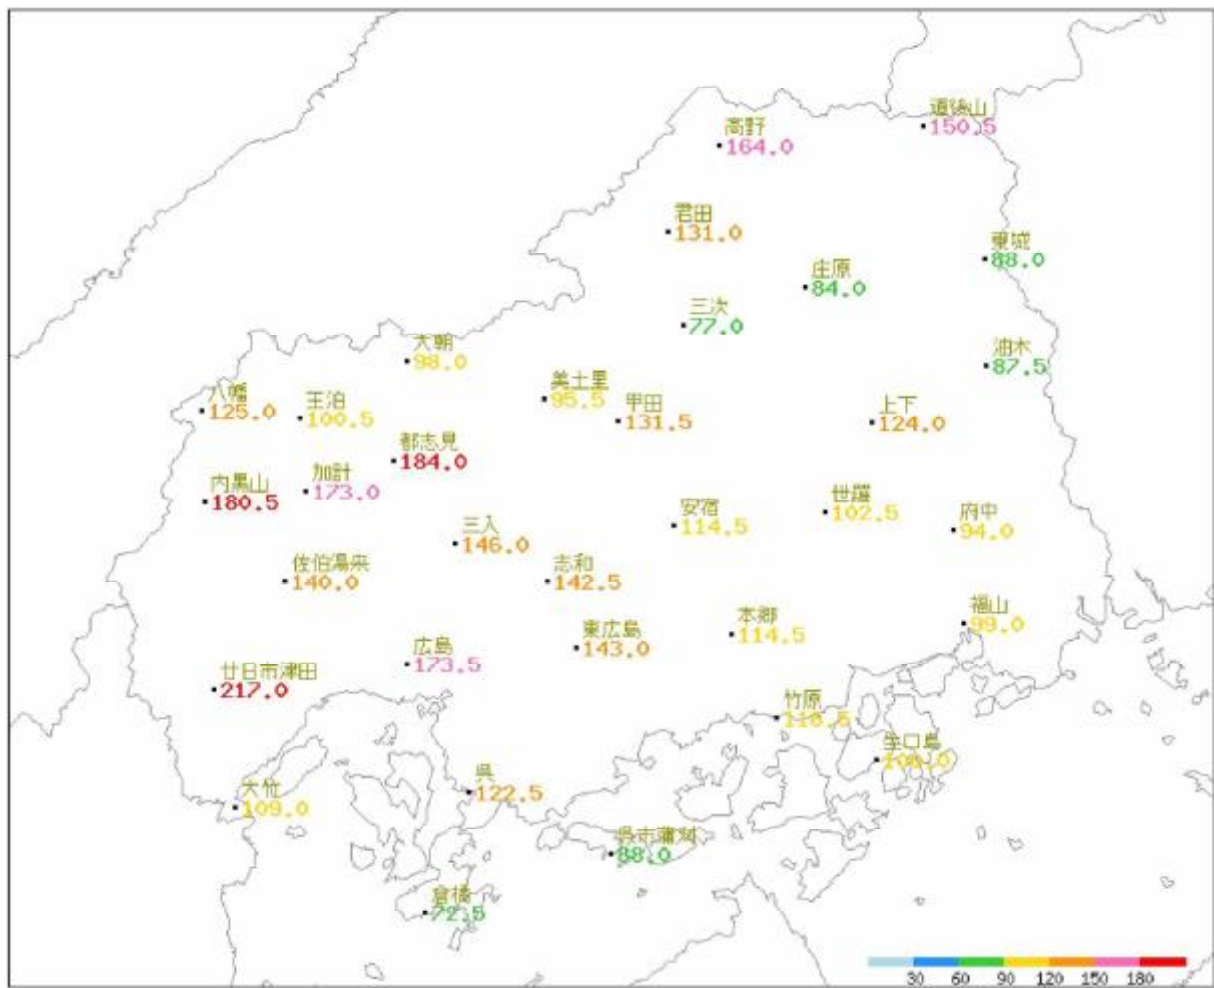 道後山
150.5
高野
164.0
君田
131.0
東城
88.0
庄原
84.0
三次
77.0
大朝
98.0
油木
87.5
美土里
95.5
八幡
125.0
王泊
100.5
甲田
131.5
上下
124.0
都志見
184.0
加計
173.0
内黒山
180.5
世羅
102.5
安宿
114.5
府中
94.0
三入
146.0
佐伯湯来
140.0
志和
142.5
福山
99.0
本郷
114.5
東広島
143.0
広島
173.5
廿日市津田
217.0
竹原
110.5
生口島
100.0
呉
122.5
大竹
109.0
呉市蒲刈
88.0
倉橋
72.5
30 60 90 120 150 180